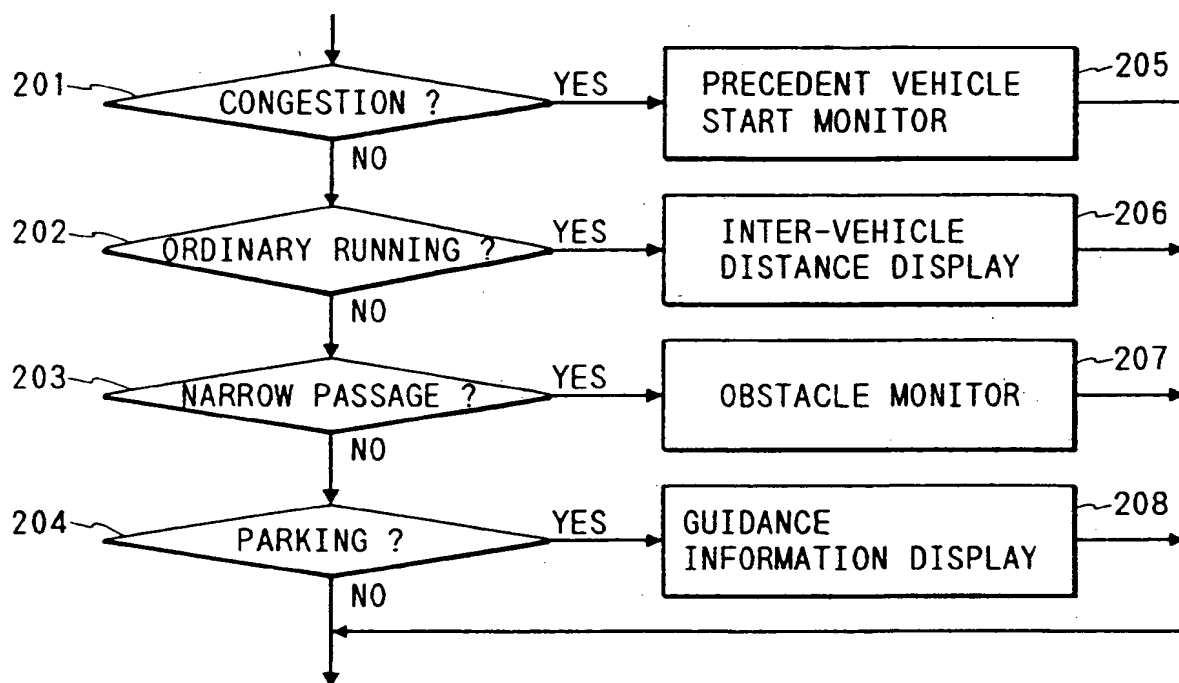 201
CONGESTION ?
YES
PRECEDENT VEHICLE
START MONITOR
205
NO
202
ORDINARY RUNNING ?
YES
INTER-VEHICLE
DISTANCE DISPLAY
206
NO
203
NARROW PASSAGE ?
YES
OBSTACLE MONITOR
207
NO
204
PARKING ?
YES
GUIDANCE
INFORMATION DISPLAY
208
NO